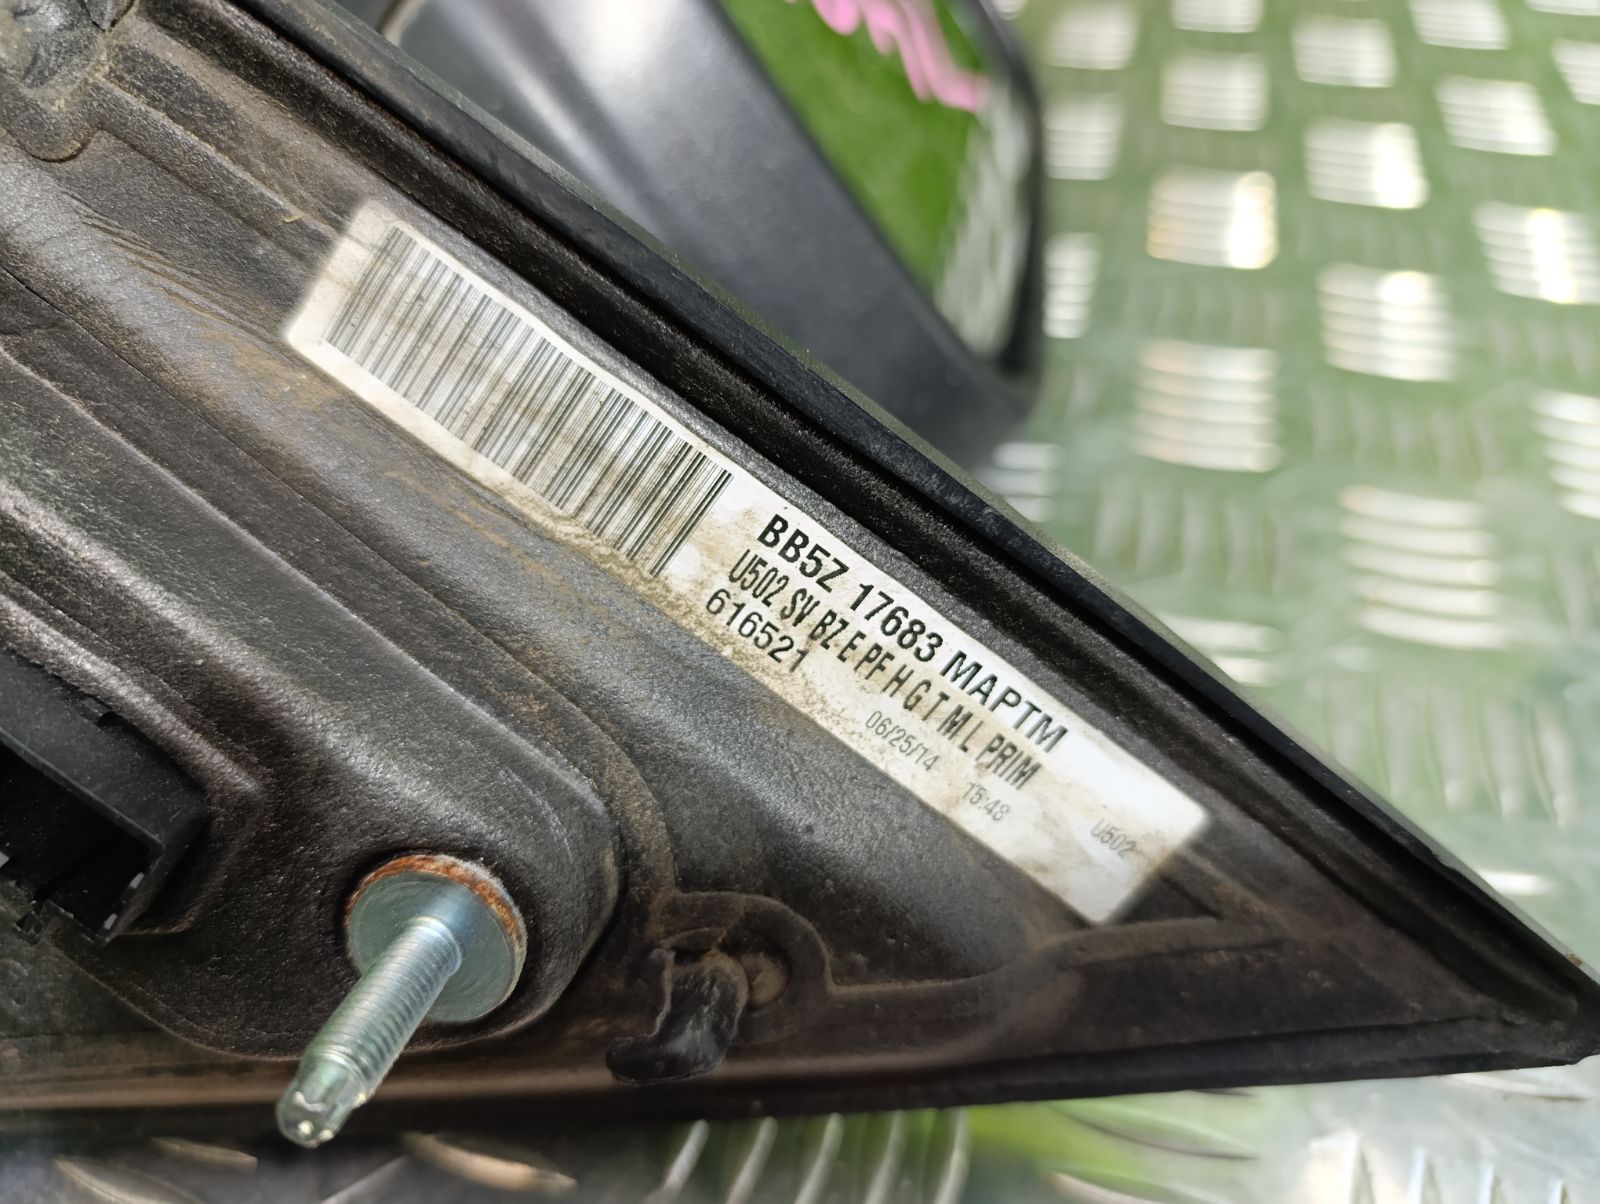 BB5Z 17683 MAPTM
U502 SV BZ E PF H G T M L PRIM
616521
06/25/14 15:48 U502